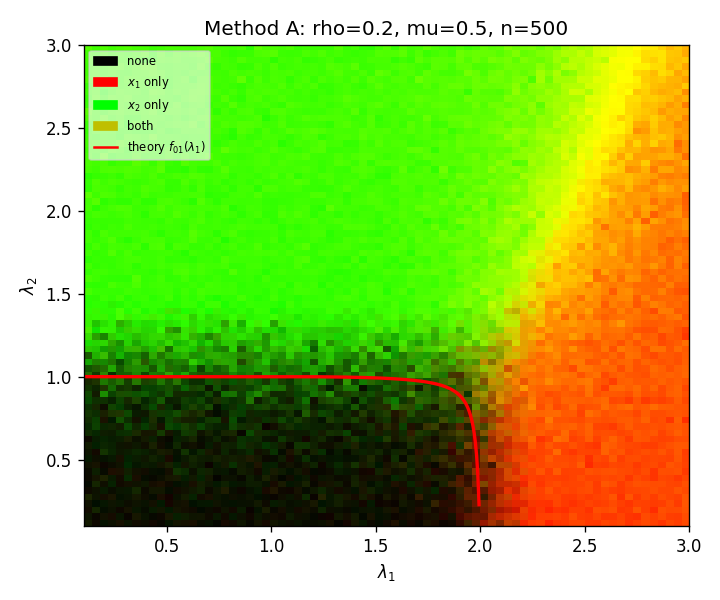 Method A: rho=0.2, mu=0.5, n=500
3.0
2.5
2.0
1.5
1.0
0.5
λ₂
none
x₁ only
x₂ only
both
theory f₀₁(λ₁)
0.5 1.0 1.5 2.0 2.5 3.0
λ₁